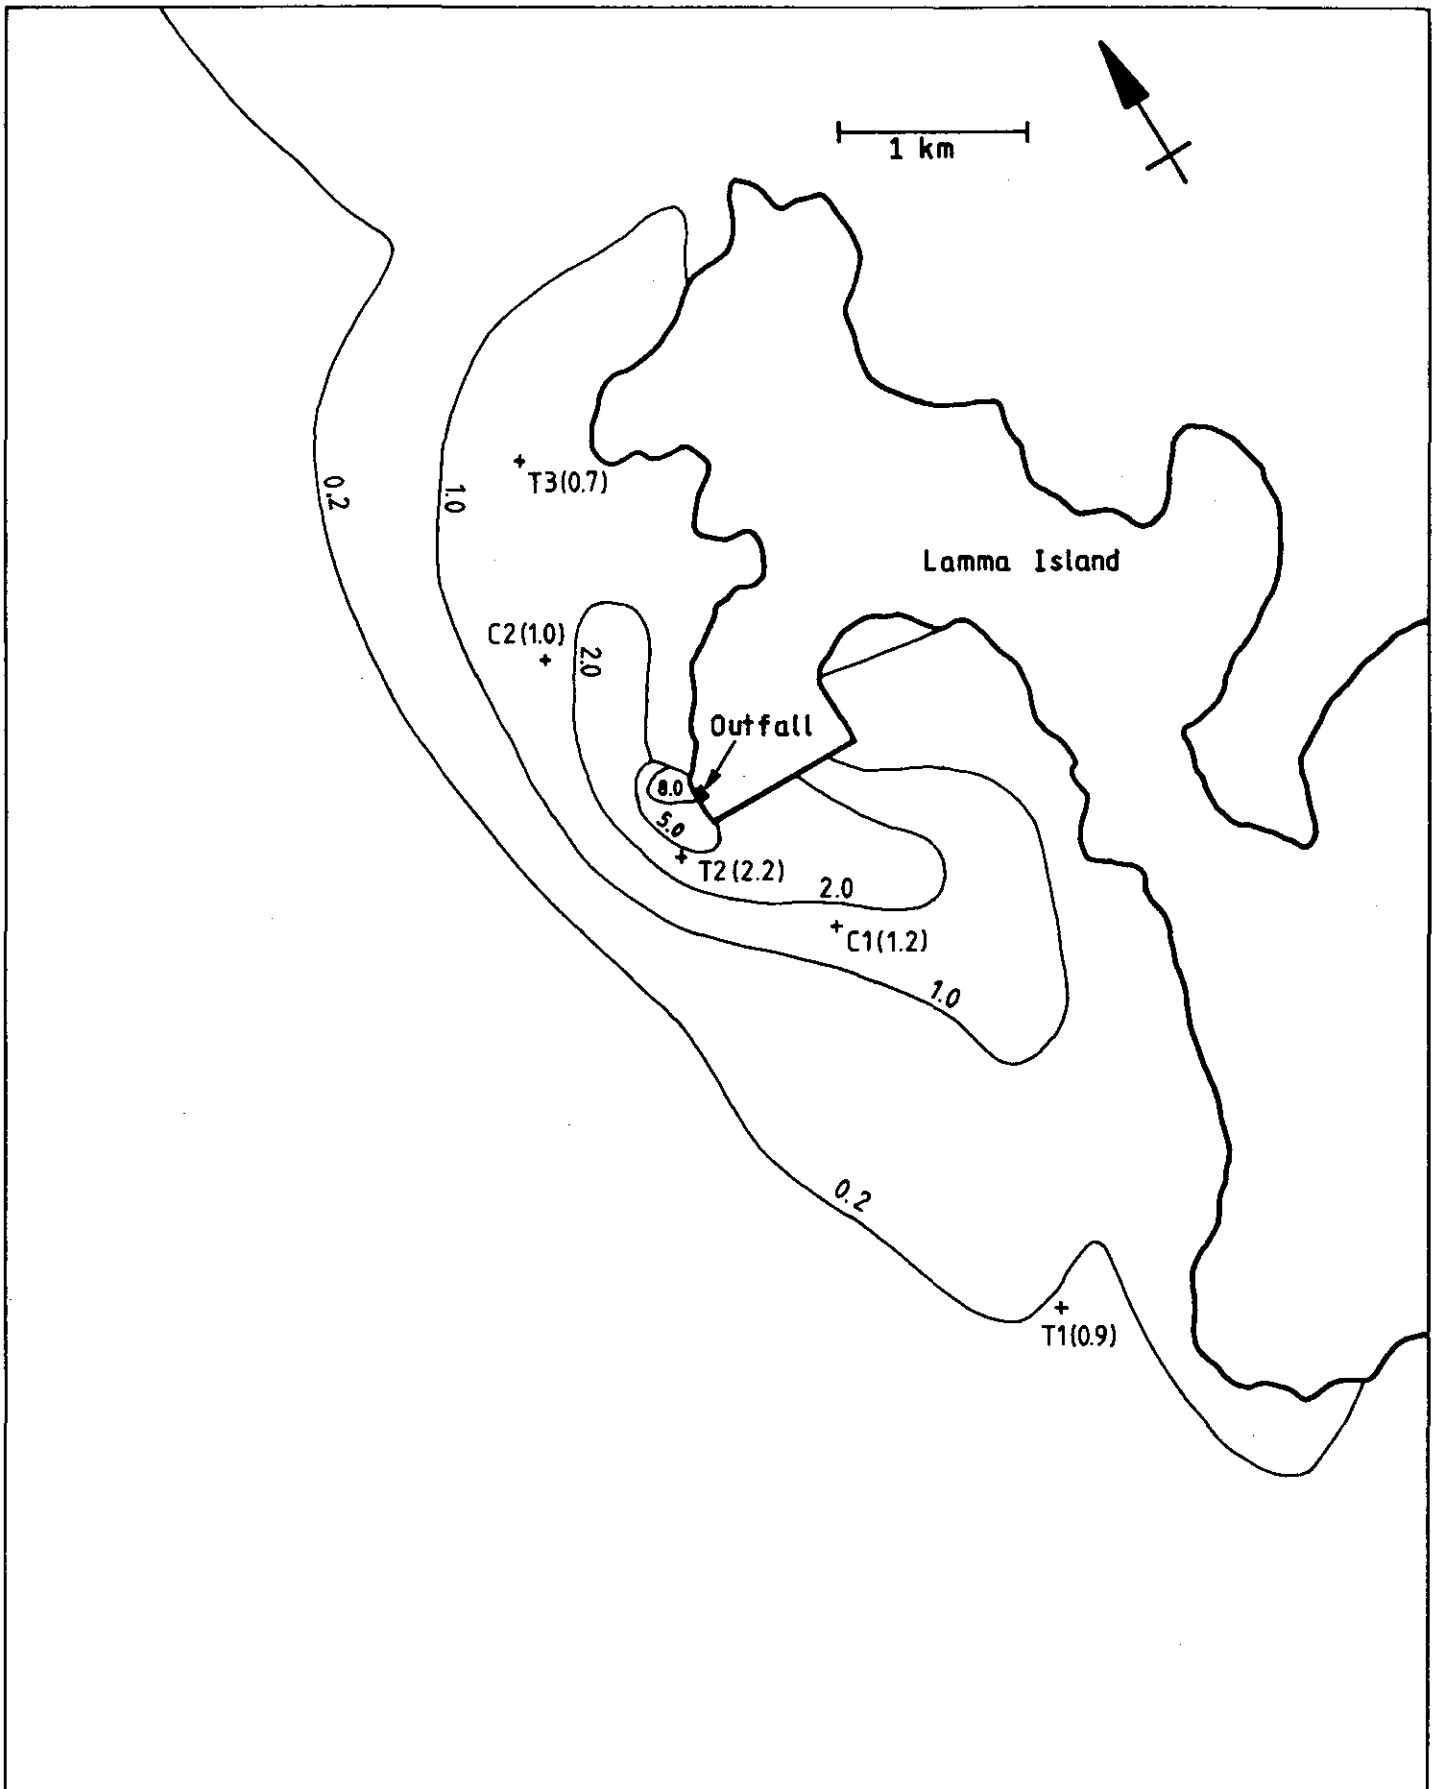 1 km
T3(0.7)
0.2
1.0
Lamma Island
C2(1.0)
2.0
Outfall
8.0
5.0
T2(2.2)
2.0
C1(1.2)
1.0
0.2
T1(0.9)